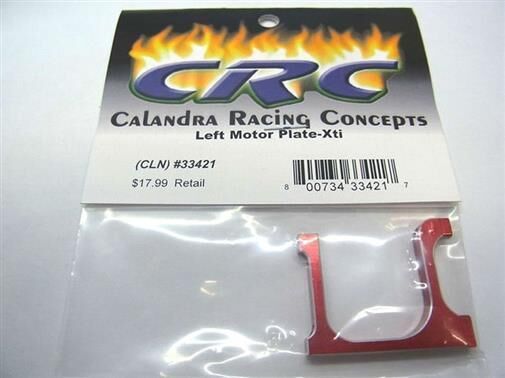 CRC
Calandra Racing Concepts
Left Motor Plate-Xti
(CLN) #33421
$17.99 Retail
8 00734 33421 7